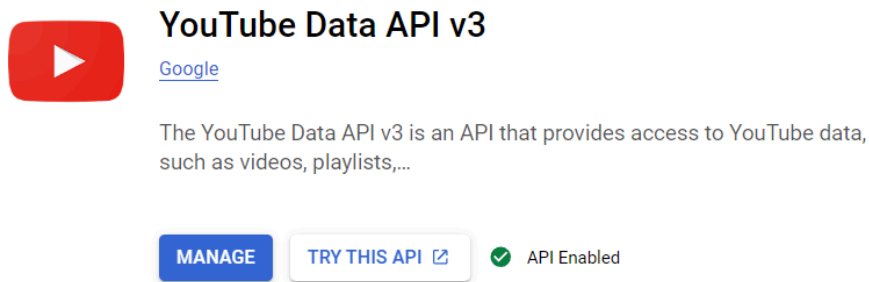 YouTube Data API v3
Google
The YouTube Data API v3 is an API that provides access to YouTube data,
such as videos, playlists,...
MANAGE TRY THIS API API Enabled